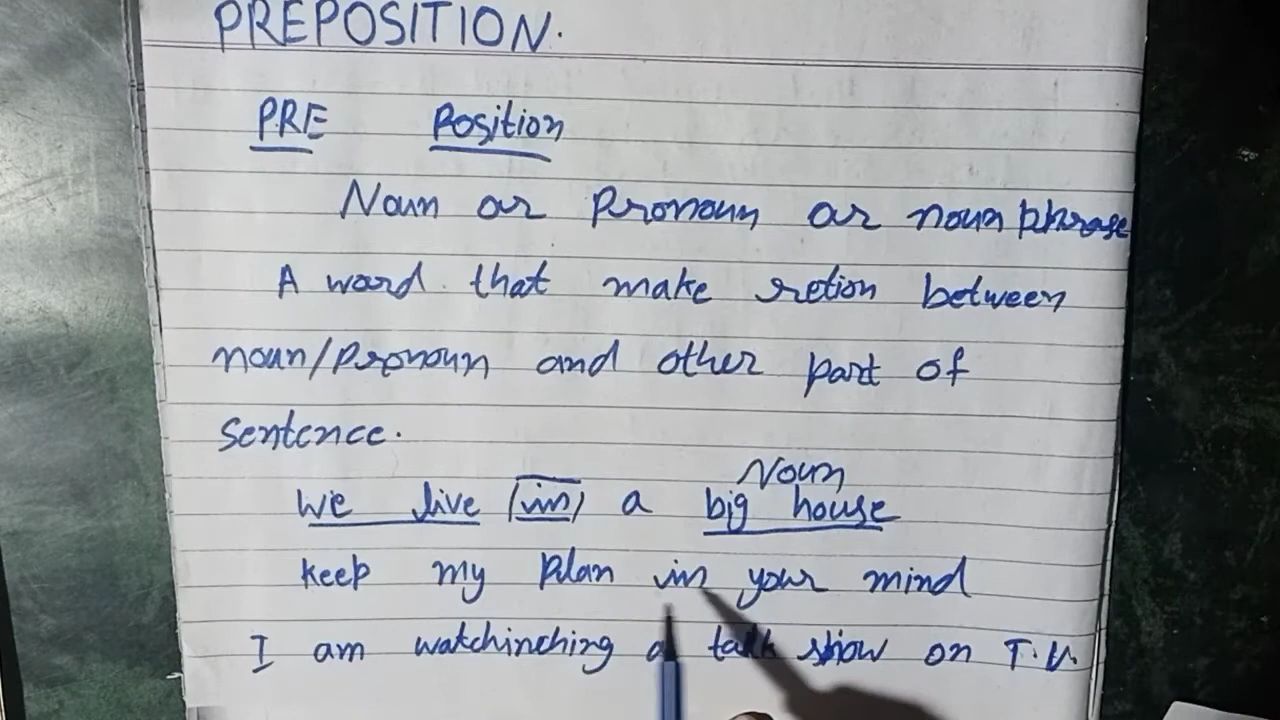 PREPOSITION.
PRE Position
Noun or Pronoun or noun phrase
A word that make retion between
noun/pronoun and other part of
sentence.
Noun
We live (in) a big house
keep my plan in your mind
I am watchinching a talk show on T.V.